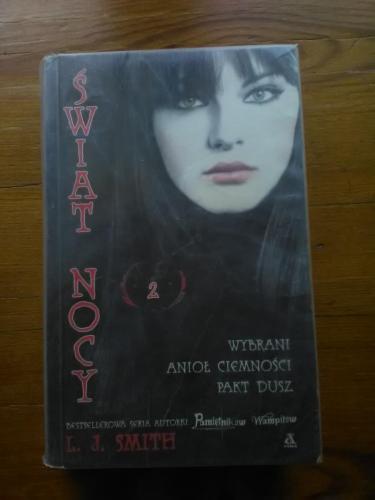 ŚWIAT NOCY
2
WYBRANI
ANIOŁ CIEMNOŚCI
PAKT DUSZ
BESTSELLEROWA SERIA AUTORKI Pamiętników Wampirów
L. J. SMITH